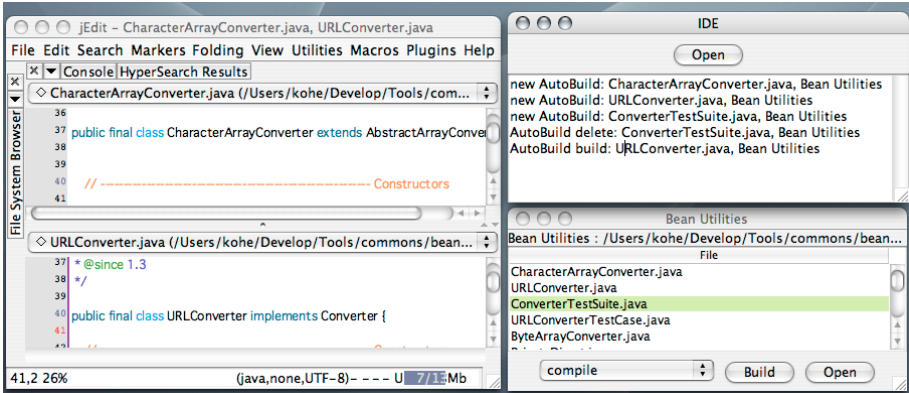 jEdit – CharacterArrayConverter.java, URLConverter.java
File Edit Search Markers Folding View Utilities Macros Plugins Help
Console HyperSearch Results
File System Browser
CharacterArrayConverter.java (/Users/kohe/Develop/Tools/com...
36
37 public final class CharacterArrayConverter extends AbstractArrayConve
38
39
40 // ---------------------------------------------------- Constructors
41
URLConverter.java (/Users/kohe/Develop/Tools/commons/bean...
37 * @since 1.3
38 */
39
40 public final class URLConverter implements Converter {
41
41,2 26%
(java,none,UTF-8)– – – – U 7/13Mb
IDE
Open
new AutoBuild: CharacterArrayConverter.java, Bean Utilities
new AutoBuild: URLConverter.java, Bean Utilities
new AutoBuild: ConverterTestSuite.java, Bean Utilities
AutoBuild delete: ConverterTestSuite.java, Bean Utilities
AutoBuild build: URLConverter.java, Bean Utilities
Bean Utilities
Bean Utilities : /Users/kohe/Develop/Tools/commons/bean...
File
CharacterArrayConverter.java
URLConverter.java
ConverterTestSuite.java
URLConverterTestCase.java
ByteArrayConverter.java
compile
Build
Open